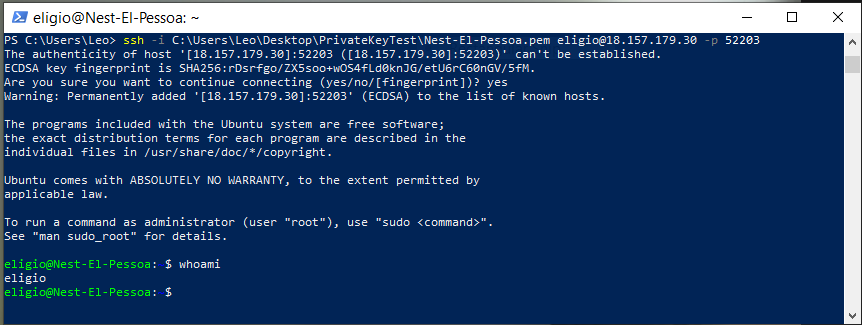 eligio@Nest-El-Pessoa: ~
PS C:\Users\Leo> ssh -i C:\Users\Leo\Desktop\PrivateKeyTest\Nest-El-Pessoa.pem eligio@18.157.179.30 -p 52203
The authenticity of host '[18.157.179.30]:52203 ([18.157.179.30]:52203)' can't be established.
ECDSA key fingerprint is SHA256:rDsrfgo/ZX5soo+wOS4fLd0knJG/etU6rC60nGV/5fM.
Are you sure you want to continue connecting (yes/no/[fingerprint])? yes
Warning: Permanently added '[18.157.179.30]:52203' (ECDSA) to the list of known hosts.
The programs included with the Ubuntu system are free software;
the exact distribution terms for each program are described in the
individual files in /usr/share/doc/*/copyright.
Ubuntu comes with ABSOLUTELY NO WARRANTY, to the extent permitted by
applicable law.
To run a command as administrator (user "root"), use "sudo <command>".
See "man sudo_root" for details.
eligio@Nest-El-Pessoa: $ whoami
eligio
eligio@Nest-El-Pessoa: $